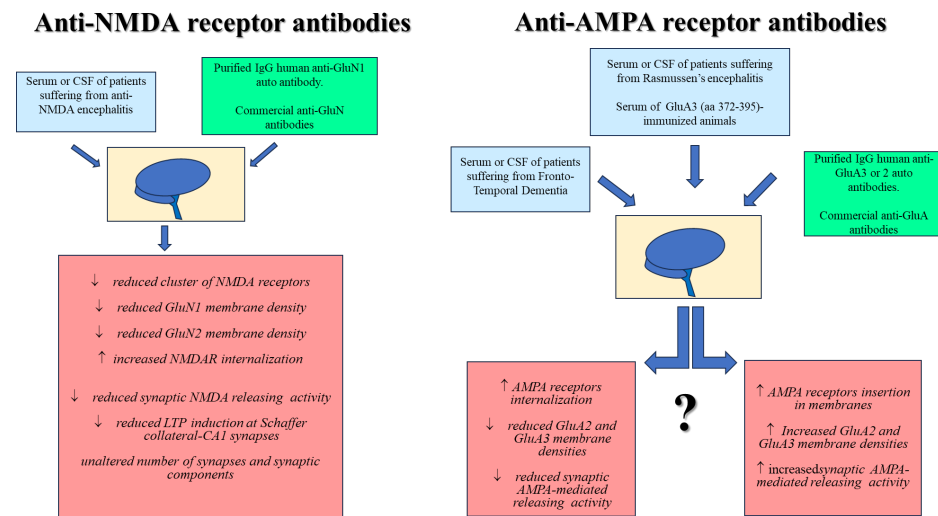 Anti-NMDA receptor antibodies
Serum or CSF of patients
suffering from anti-
NMDA encephalitis
Purified IgG human anti-GluN1
auto antibody.
Commercial anti-GluN
antibodies
↓ reduced cluster of NMDA receptors
↓ reduced GluN1 membrane density
↓ reduced GluN2 membrane density
↑ increased NMDAR internalization
↓ reduced synaptic NMDA releasing activity
↓ reduced LTP induction at Schaffer
collateral-CA1 synapses
unaltered number of synapses and synaptic
components
Anti-AMPA receptor antibodies
Serum or CSF of patients suffering
from Rasmussen's encephalitis
Serum of GluA3 (aa 372-395)-
immunized animals
Serum or CSF of patients
suffering from Fronto-
Temporal Dementia
Purified IgG human anti-
GluA3 or 2 auto
antibodies.
Commercial anti-GluA
antibodies
↑ AMPA receptors
internalization
↓ reduced GluA2 and
GluA3 membrane
densities
↓ reduced synaptic
AMPA-mediated
releasing activity
?
↑ AMPA receptors insertion
in membranes
↑ Increased GluA2 and
GluA3 membrane densities
↑ increasedsynaptic AMPA-
mediated releasing activity